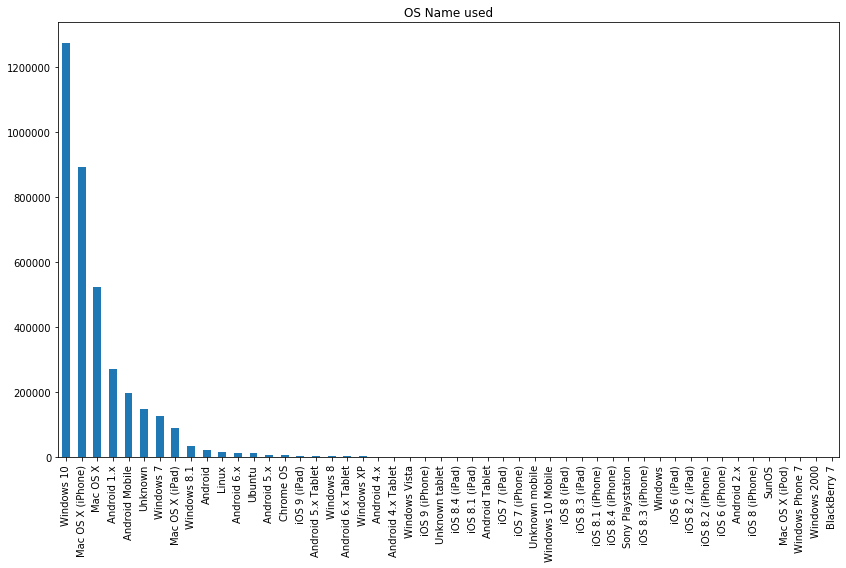 OS Name used
1200000
1000000
800000
600000
400000
200000
0
Windows 10
Mac OS X (iPhone)
Mac OS X
Android 1.x
Android Mobile
Unknown
Windows 7
Mac OS X (iPad)
Windows 8.1
Android
Linux
Android 6.x
Ubuntu
Android 5.x
Chrome OS
iOS 9 (iPad)
Android 5.x Tablet
Windows 8
Android 6.x Tablet
Windows XP
Android 4.x
Android 4.x Tablet
Windows Vista
iOS 9 (iPhone)
Unknown tablet
iOS 8.4 (iPad)
iOS 8.1 (iPad)
Android Tablet
iOS 7 (iPad)
iOS 7 (iPhone)
Unknown mobile
Windows 10 Mobile
iOS 8 (iPad)
iOS 8.3 (iPad)
iOS 8.1 (iPhone)
iOS 8.4 (iPhone)
Sony Playstation
iOS 8.3 (iPhone)
Windows
iOS 6 (iPad)
iOS 8.2 (iPad)
iOS 8.2 (iPhone)
iOS 6 (iPhone)
Android 2.x
iOS 8 (iPhone)
SunOS
Mac OS X (iPod)
Windows Phone 7
Windows 2000
BlackBerry 7